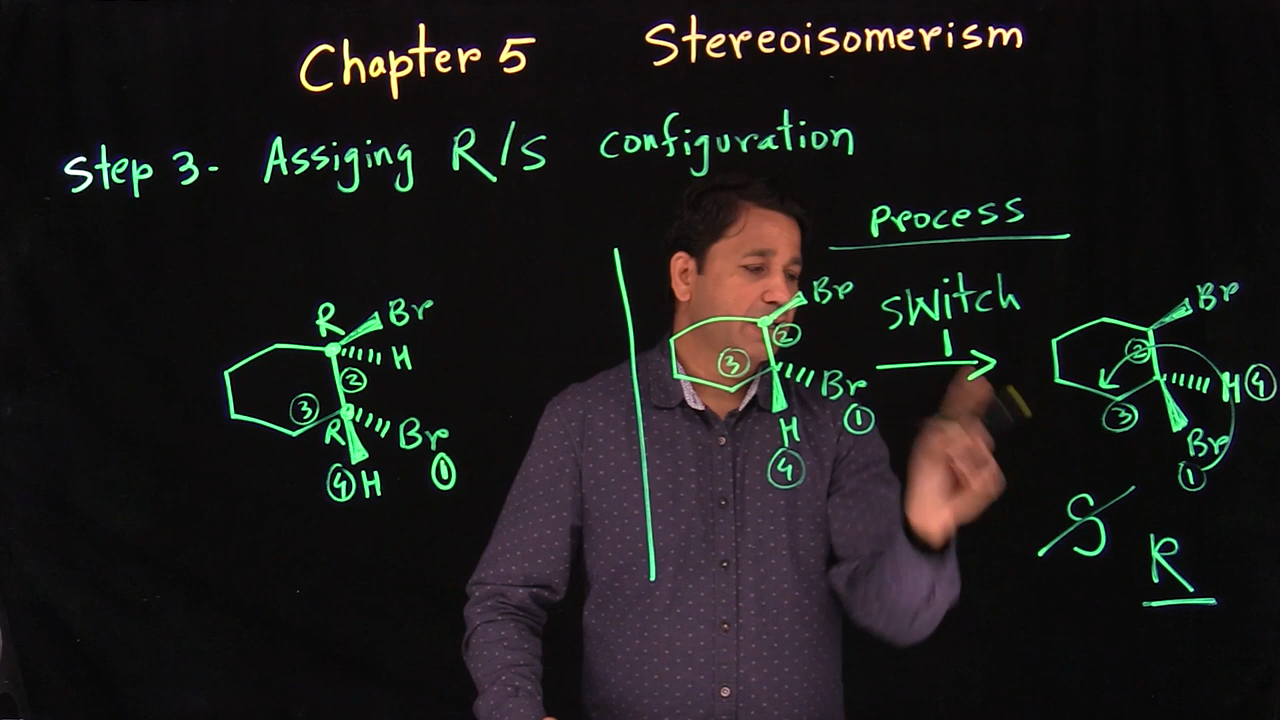 Chapter 5 Stereoisomerism
Step 3- Assiging R/S configuration
Process
R Br
H
②
③
R Br
④ H ①
Br
②
③
Br
①
H
④
switch
Br
②
H ④
③
Br
①
S
R